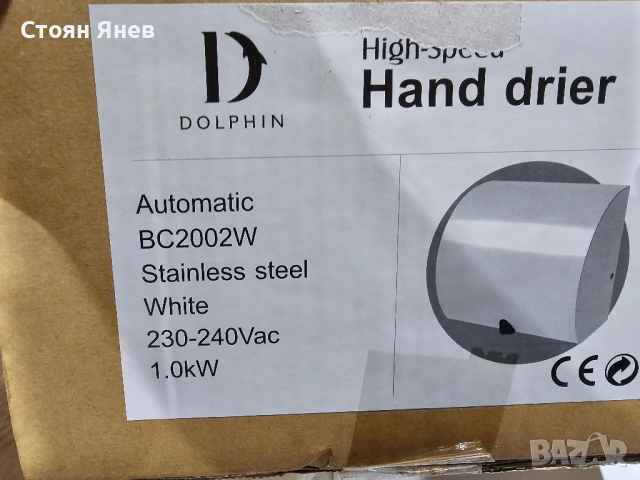 Стоян Янев
High-Speed
Hand drier
DOLPHIN
Automatic
BC2002W
Stainless steel
White
230-240Vac
1.0kW
CE
BAZAR